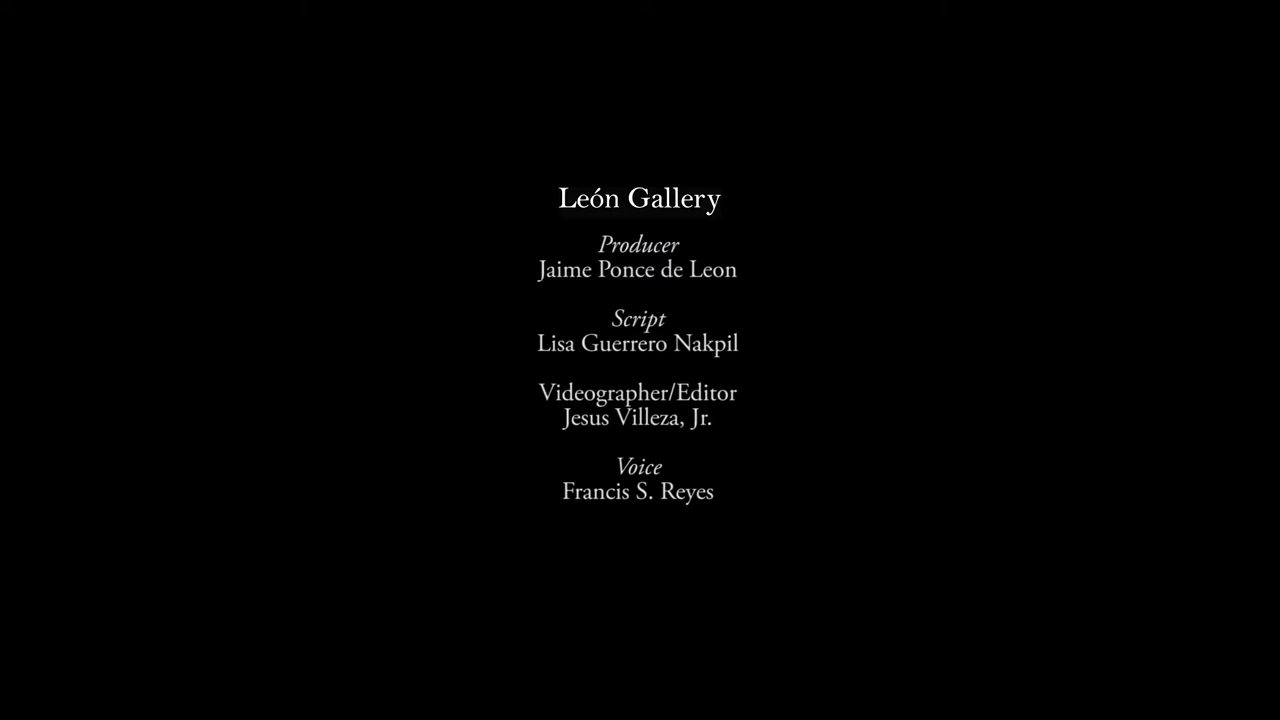 León Gallery
Producer
Jaime Ponce de Leon
Script
Lisa Guerrero Nakpil
Videographer/Editor
Jesus Villeza, Jr.
Voice
Francis S. Reyes